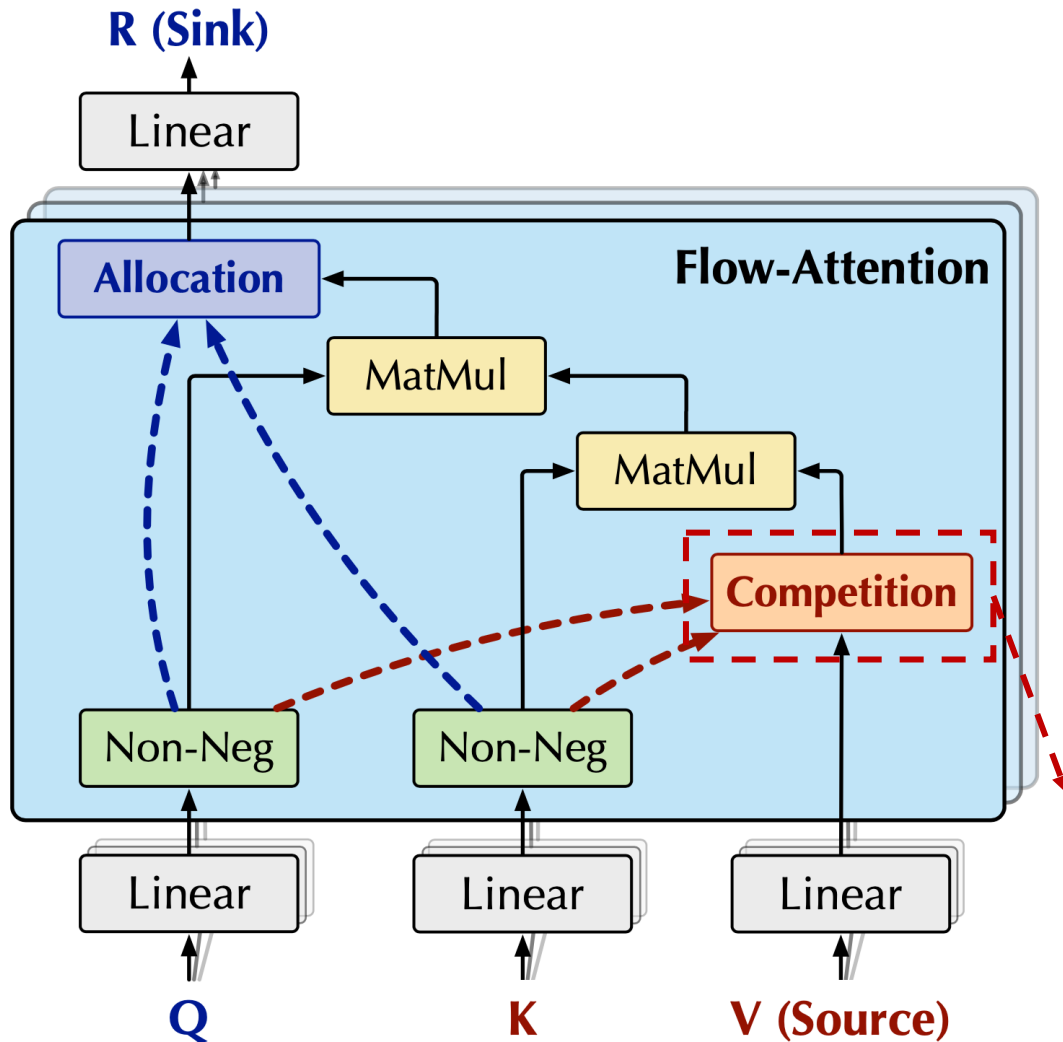 R (Sink)
Linear
Flow-Attention
Allocation
MatMul
MatMul
Competition
Non-Neg
Non-Neg
Linear
Linear
Linear
Q
K
V (Source)